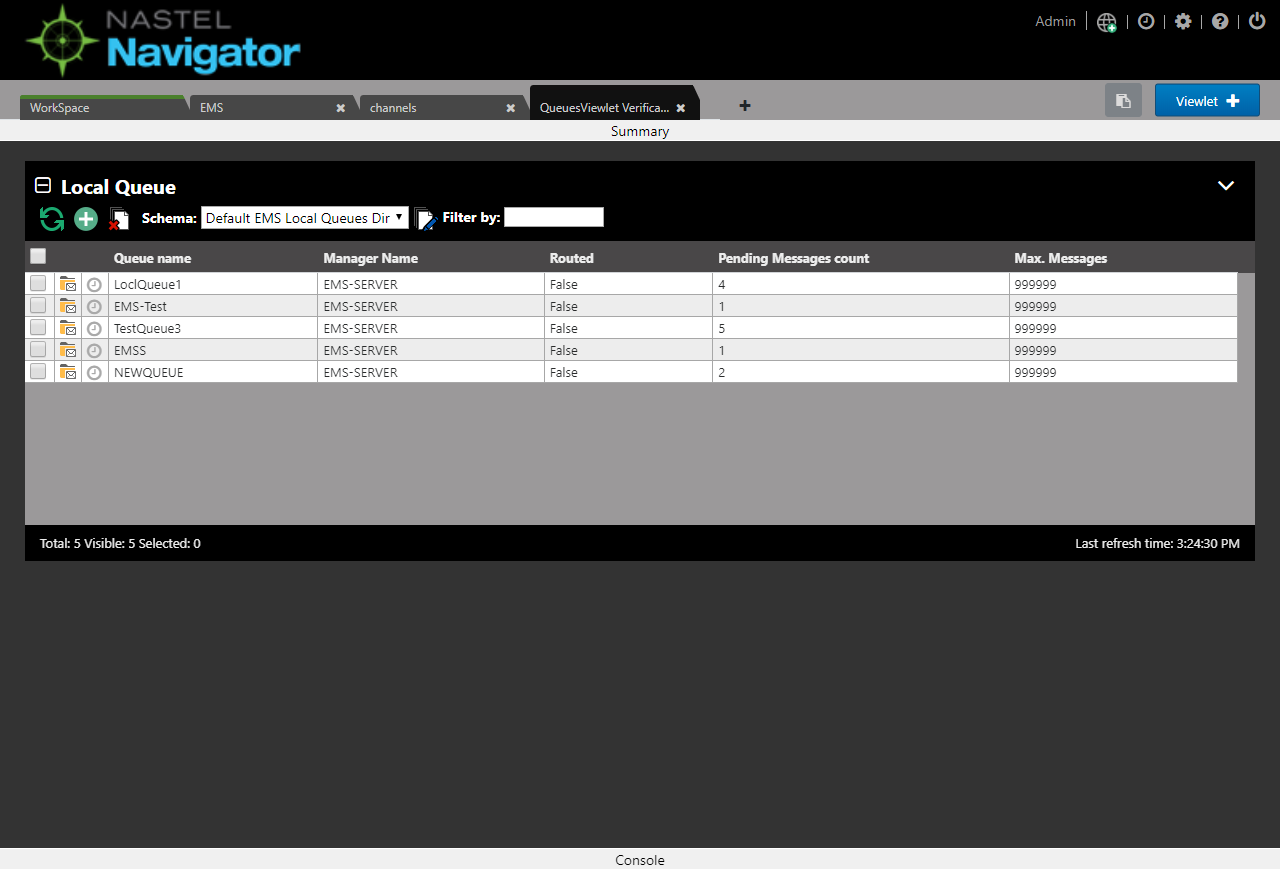 NASTEL
Navigator
Admin
WorkSpace EMS channels QueuesViewlet Verifica...
Viewlet
Summary
Local Queue
Schema: Default EMS Local Queues Dir Filter by:
Queue name Manager Name Routed Pending Messages count Max. Messages
LoclQueue1 EMS-SERVER False 4 999999
EMS-Test EMS-SERVER False 1 999999
TestQueue3 EMS-SERVER False 5 999999
EMSS EMS-SERVER False 1 999999
NEWQUEUE EMS-SERVER False 2 999999
Total: 5 Visible: 5 Selected: 0 Last refresh time: 3:24:30 PM
Console